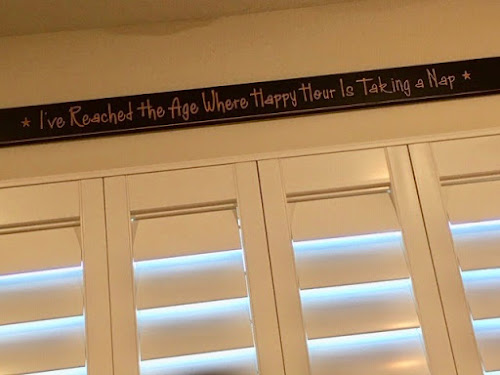 ★ I've Reached the Age Where Happy Hour Is Taking a Nap ★